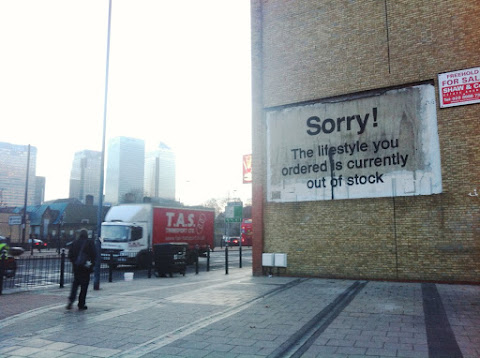 Sorry!
The lifestyle you
ordered is currently
out of stock
FREEHOLD
FOR SALE
SHAW & CO
T.A.S.